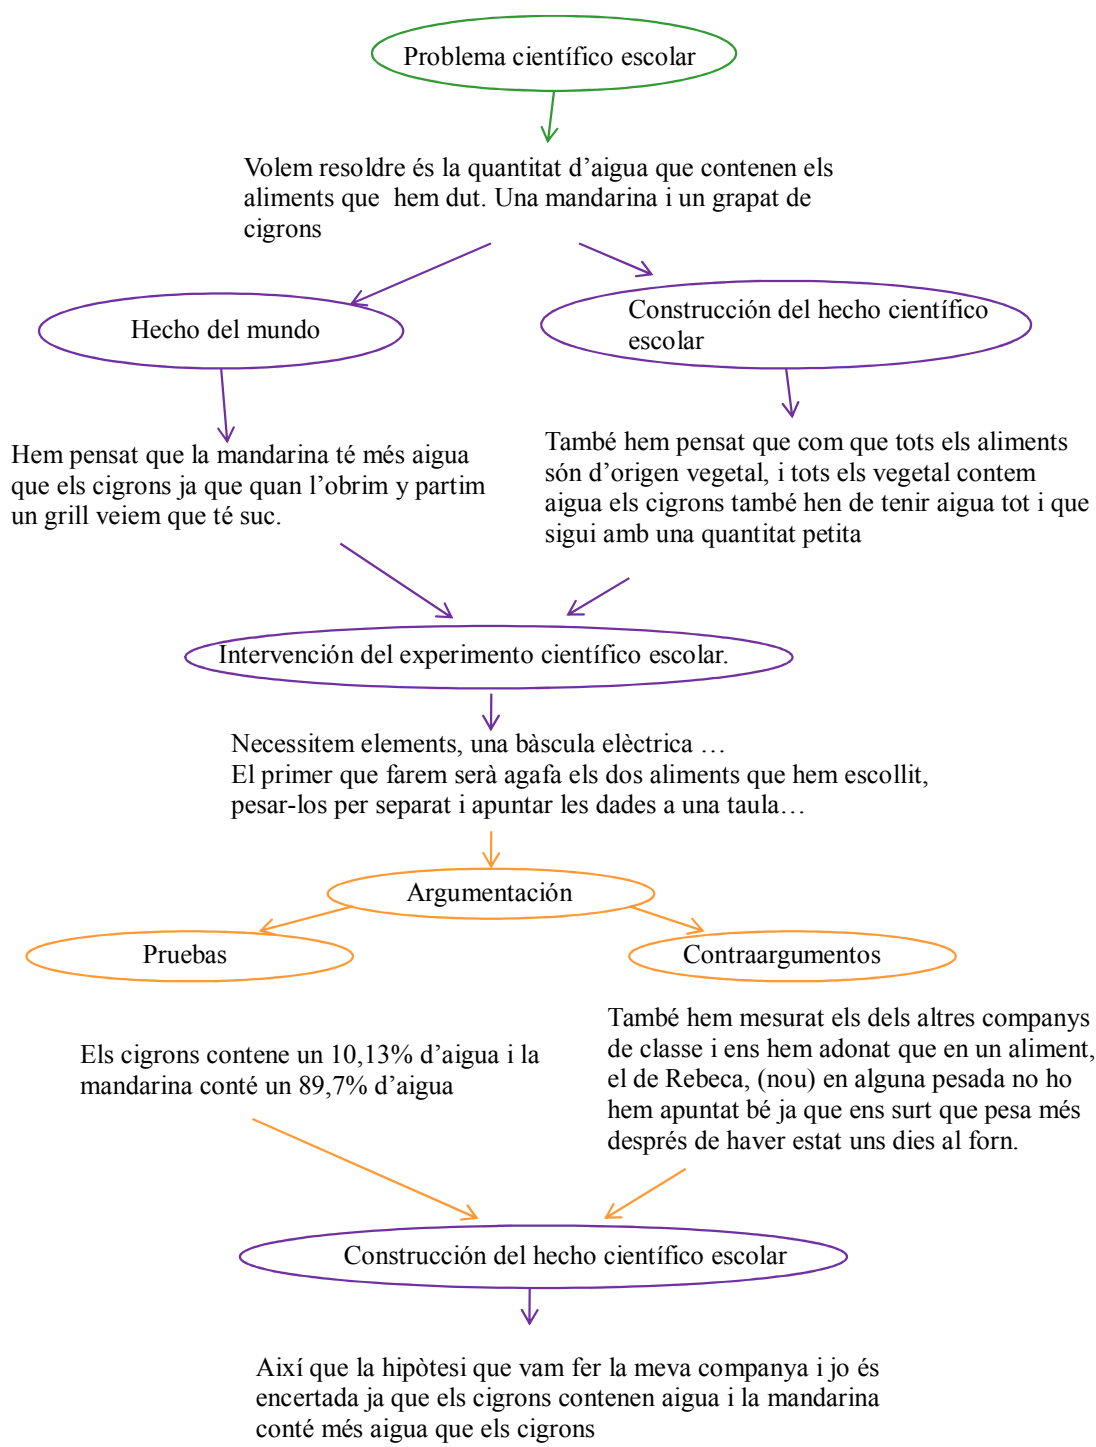 Problema científico escolar
Volem resoldre és la quantitat d’aigua que contenen els
aliments que hem dut. Una mandarina i un grapat de
cigrons
Hecho del mundo
Construcción del hecho científico
escolar
Hem pensat que la mandarina té més aigua
que els cigrons ja que quan l’obrim y partim
un grill veiem que té suc.
També hem pensat que com que tots els aliments
són d’origen vegetal, i tots els vegetal contem
aigua els cigrons també hen de tenir aigua tot i que
sigui amb una quantitat petita
Intervención del experimento científico escolar.
Necessitem elements, una bàscula elèctrica …
El primer que farem serà agafa els dos aliments que hem escollit,
pesar-los per separat i apuntar les dades a una taula…
Argumentación
Pruebas
Contraargumentos
Els cigrons contene un 10,13% d’aigua i la
mandarina conté un 89,7% d’aigua
També hem mesurat els dels altres companys
de classe i ens hem adonat que en un aliment,
el de Rebeca, (nou) en alguna pesada no ho
hem apuntat bé ja que ens surt que pesa més
després de haver estat uns dies al forn.
Construcción del hecho científico escolar
Així que la hipòtesi que vam fer la meva companya i jo és
encertada ja que els cigrons contenen aigua i la mandarina
conté més aigua que els cigrons